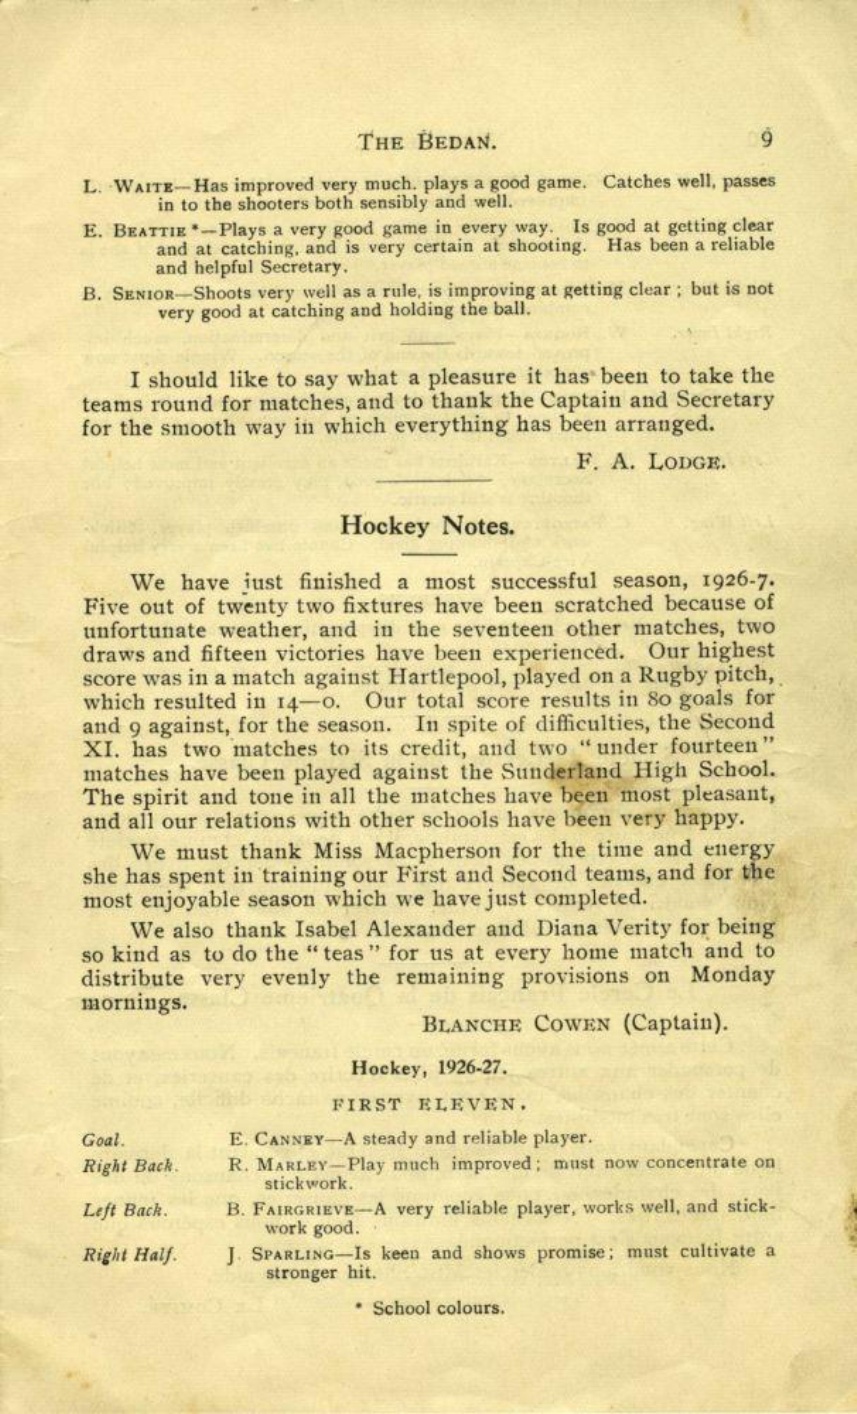 THE BEDAN. 9
L. WAITE—Has improved very much. plays a good game. Catches well, passes
in to the shooters both sensibly and well.
E. BEATTIE *—Plays a very good game in every way. Is good at getting clear
and at catching, and is very certain at shooting. Has been a reliable
and helpful Secretary.
B. SENIOR—Shoots very well as a rule, is improving at getting clear ; but is not
very good at catching and holding the ball.
I should like to say what a pleasure it has been to take the
teams round for matches, and to thank the Captain and Secretary
for the smooth way in which everything has been arranged.
F. A. LODGE.
Hockey Notes.
We have just finished a most successful season, 1926-7.
Five out of twenty two fixtures have been scratched because of
unfortunate weather, and in the seventeen other matches, two
draws and fifteen victories have been experienced. Our highest
score was in a match against Hartlepool, played on a Rugby pitch,
which resulted in 14—0. Our total score results in 80 goals for
and 9 against, for the season. In spite of difficulties, the Second
XI. has two matches to its credit, and two "under fourteen"
matches have been played against the Sunderland High School.
The spirit and tone in all the matches have been most pleasant,
and all our relations with other schools have been very happy.
We must thank Miss Macpherson for the time and energy
she has spent in training our First and Second teams, and for the
most enjoyable season which we have just completed.
We also thank Isabel Alexander and Diana Verity for being
so kind as to do the "teas" for us at every home match and to
distribute very evenly the remaining provisions on Monday
mornings.
BLANCHE COWEN (Captain).
Hockey, 1926-27.
FIRST ELEVEN.
Goal. E. CANNEY—A steady and reliable player.
Right Back. R. MARLEY—Play much improved ; must now concentrate on
stickwork.
Left Back. B. FAIRGRIEVE—A very reliable player, works well, and stick-
work good.
Right Half. J. SPARLING—Is keen and shows promise ; must cultivate a
stronger hit.
* School colours.